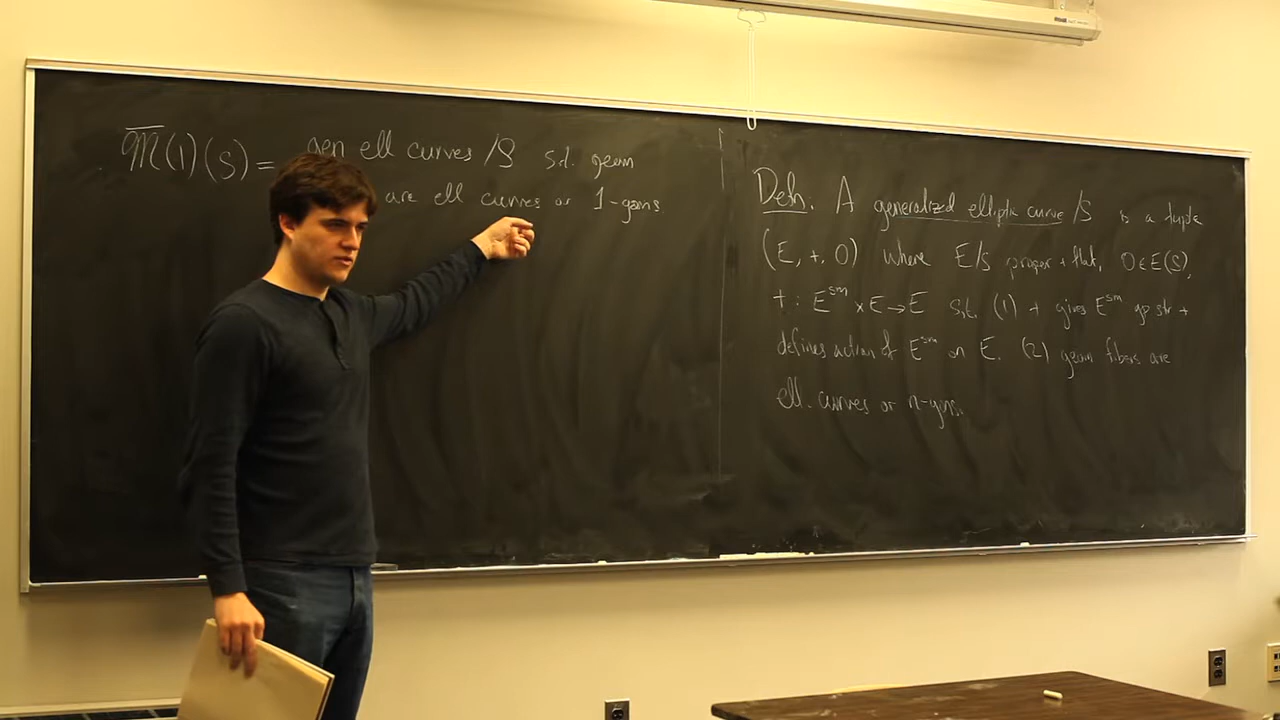 𝔐̅(1)(S) = gen ell curves /S s.t. geom
are ell curves or 1-gons.
Defn. A generalized elliptic curve /S is a tuple
(E, +, 0) where E/S proper + flat, 0 ∈ E(S),
+ : E^sm × E → E s.t. (1) + gives E^sm gp str +
defines action of E^sm on E. (2) geom fibers are
ell. curves or n-gons.